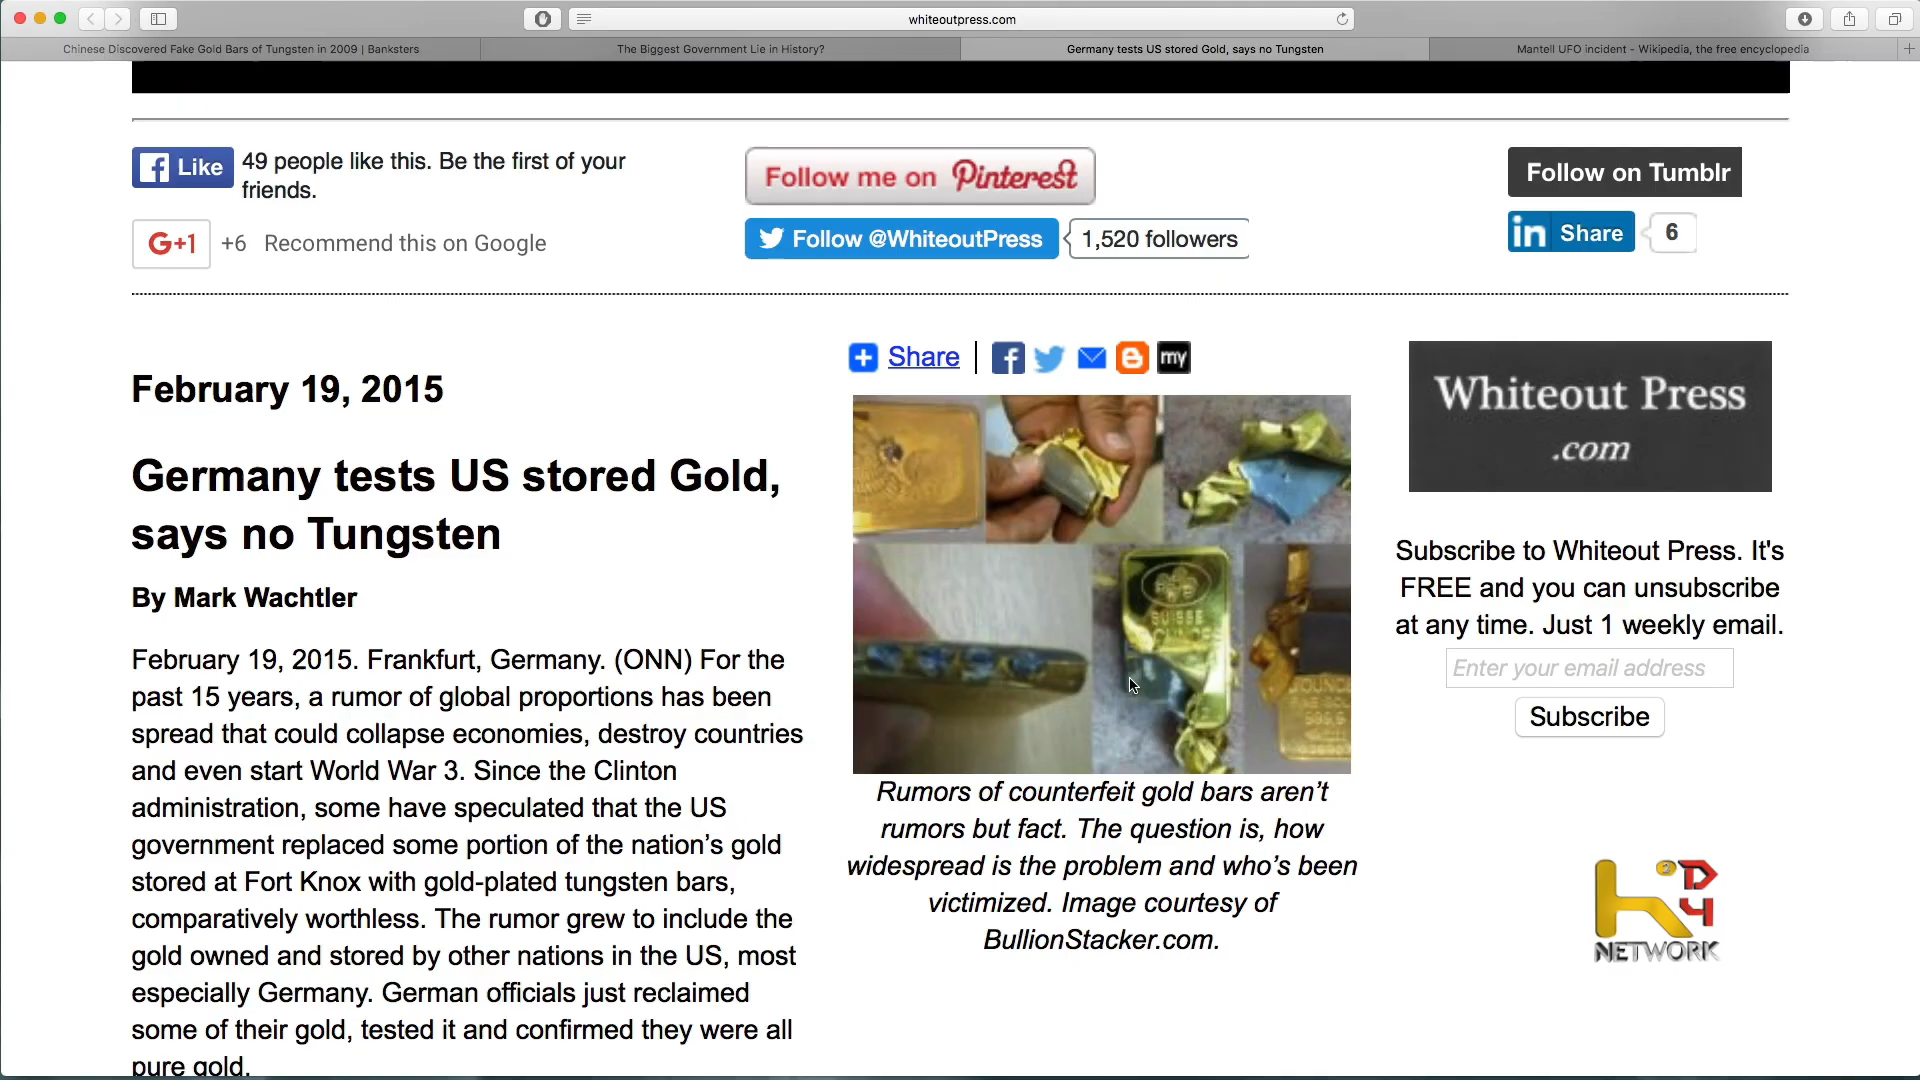 whiteoutpress.com
Chinese Discovered Fake Gold Bars of Tungsten in 2009 | Banksters
The Biggest Government Lie in History?
Germany tests US stored Gold, says no Tungsten
Mantell UFO incident - Wikipedia, the free encyclopedia
Like
49 people like this. Be the first of your
friends.
G+1
+6 Recommend this on Google
Follow me on Pinterest
Follow @WhiteoutPress
1,520 followers
Follow on Tumblr
in Share
6
Share
my
February 19, 2015
Germany tests US stored Gold,
says no Tungsten
By Mark Wachtler
February 19, 2015. Frankfurt, Germany. (ONN) For the
past 15 years, a rumor of global proportions has been
spread that could collapse economies, destroy countries
and even start World War 3. Since the Clinton
administration, some have speculated that the US
government replaced some portion of the nation’s gold
stored at Fort Knox with gold-plated tungsten bars,
comparatively worthless. The rumor grew to include the
gold owned and stored by other nations in the US, most
especially Germany. German officials just reclaimed
some of their gold, tested it and confirmed they were all
pure gold.
SUISSE
Rumors of counterfeit gold bars aren’t
rumors but fact. The question is, how
widespread is the problem and who’s been
victimized. Image courtesy of
BullionStacker.com.
Whiteout Press
.com
Subscribe to Whiteout Press. It's
FREE and you can unsubscribe
at any time. Just 1 weekly email.
Enter your email address
Subscribe
NETWORK